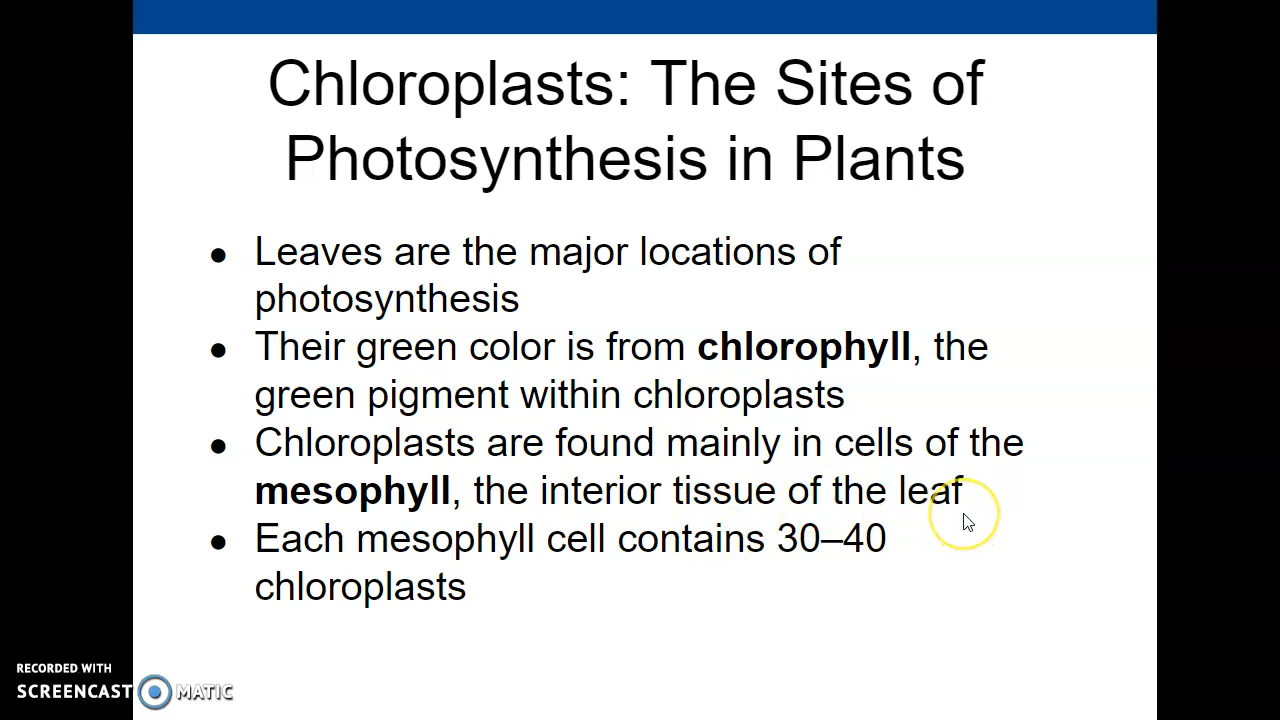 Chloroplasts: The Sites of
Photosynthesis in Plants
● Leaves are the major locations of
photosynthesis
● Their green color is from chlorophyll, the
green pigment within chloroplasts
● Chloroplasts are found mainly in cells of the
mesophyll, the interior tissue of the leaf
● Each mesophyll cell contains 30–40
chloroplasts
RECORDED WITH
SCREENCAST MATIC